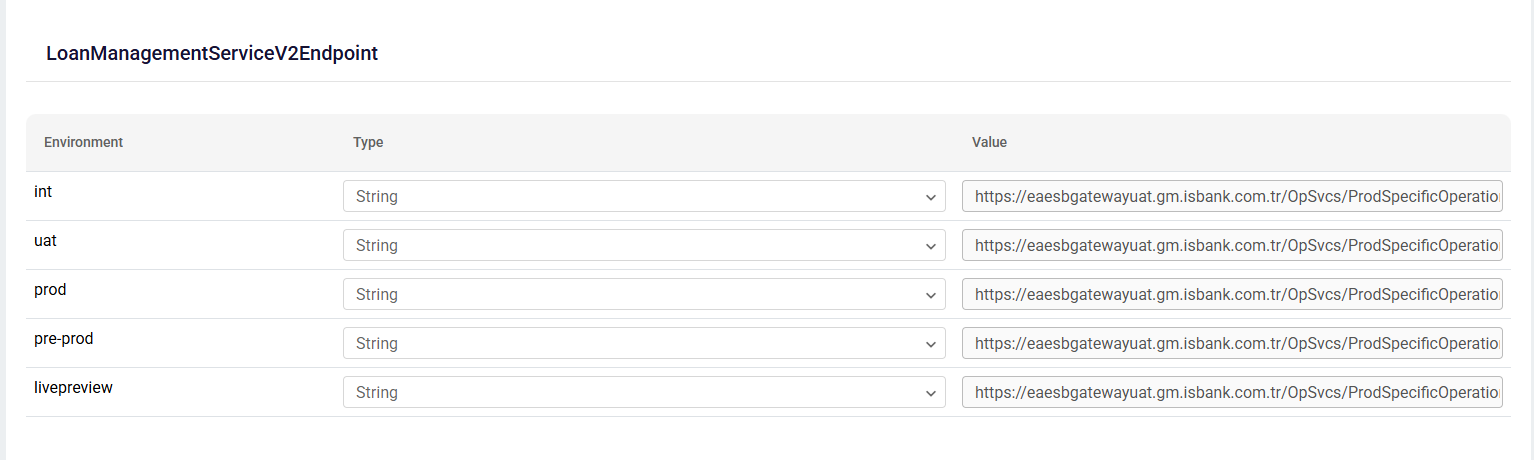 LoanManagementServiceV2Endpoint
Environment Type Value
int String https://eaesbgatewayuat.gm.isbank.com.tr/OpSvcs/ProdSpecificOperatio
uat String https://eaesbgatewayuat.gm.isbank.com.tr/OpSvcs/ProdSpecificOperatio
prod String https://eaesbgatewayuat.gm.isbank.com.tr/OpSvcs/ProdSpecificOperatio
pre-prod String https://eaesbgatewayuat.gm.isbank.com.tr/OpSvcs/ProdSpecificOperatio
livepreview String https://eaesbgatewayuat.gm.isbank.com.tr/OpSvcs/ProdSpecificOperatio